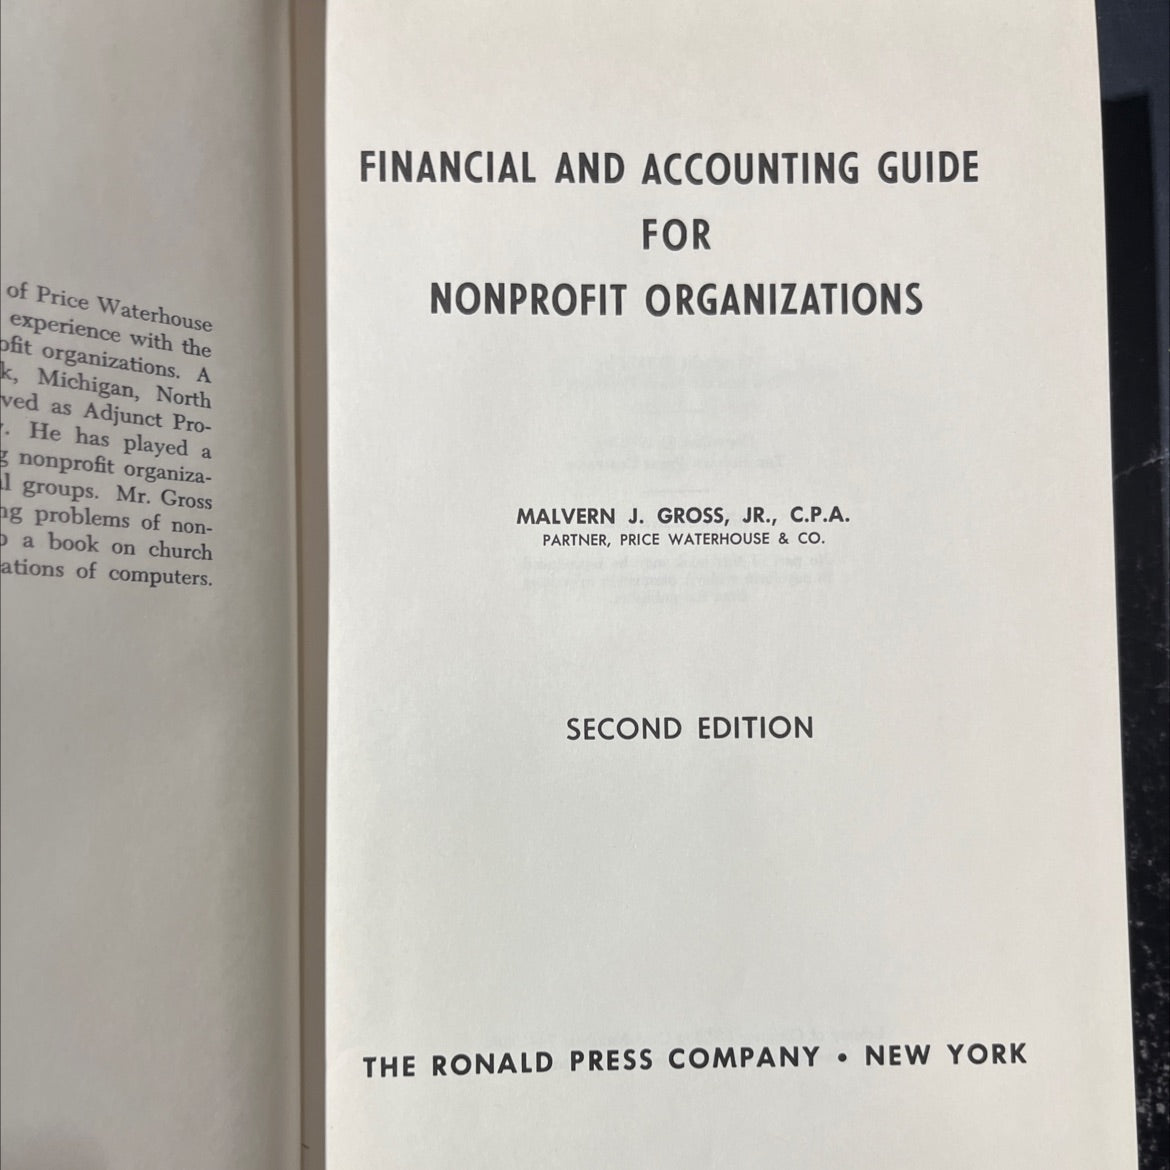 of Price Waterhouse
experience with the
ofit organizations. A
k, Michigan, North
ved as Adjunct Pro-
. He has played a
g nonprofit organiza-
l groups. Mr. Gross
ng problems of non-
o a book on church
ations of computers.
FINANCIAL AND ACCOUNTING GUIDE
FOR
NONPROFIT ORGANIZATIONS
MALVERN J. GROSS, JR., C.P.A.
PARTNER, PRICE WATERHOUSE & CO.
SECOND EDITION
THE RONALD PRESS COMPANY • NEW YORK